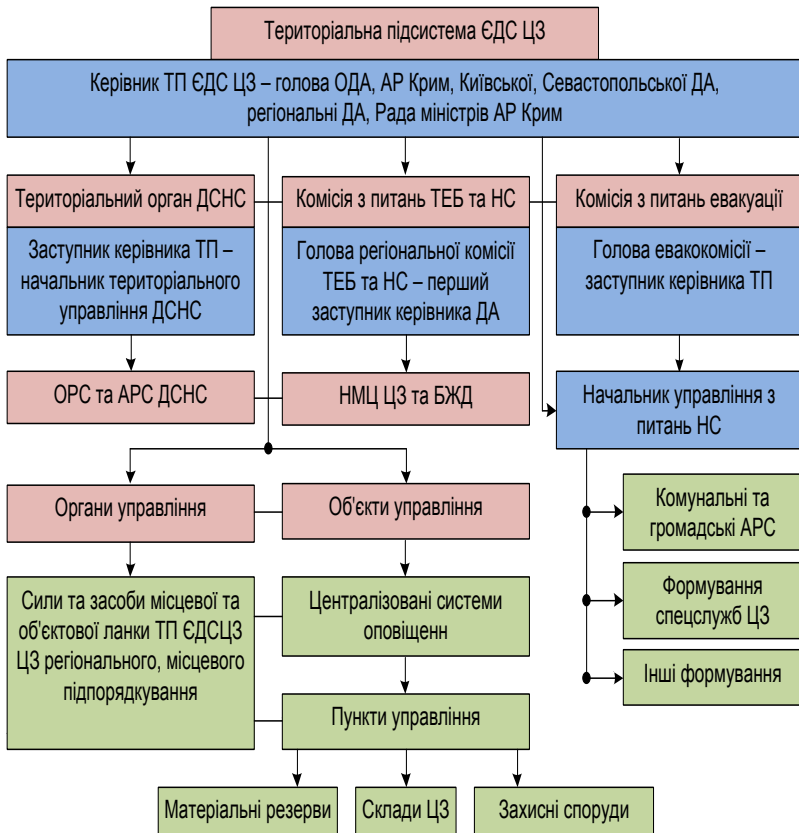 Територіальна підсистема ЄДС ЦЗ
Керівник ТП ЄДС ЦЗ – голова ОДА, АР Крим, Київської, Севастопольської ДА,
регіональні ДА, Рада міністрів АР Крим
Територіальний орган ДСНС
Комісія з питань ТЕБ та НС
Комісія з питань евакуації
Заступник керівника ТП –
начальник територіального
управління ДСНС
Голова регіональної комісії
ТЕБ та НС – перший
заступник керівника ДА
Голова евакокомісії –
заступник керівника ТП
ОРС та АРС ДСНС
НМЦ ЦЗ та БЖД
Начальник управління з
питань НС
Органи управління
Об'єкти управління
Комунальні та
громадські АРС
Сили та засоби місцевої та
об'єктової ланки ТП ЄДСЦЗ
ЦЗ регіонального, місцевого
підпорядкування
Централізовані системи
оповіщенн
Формування
спецслужб ЦЗ
Інші формування
Пункти управління
Матеріальні резерви
Склади ЦЗ
Захисні споруди